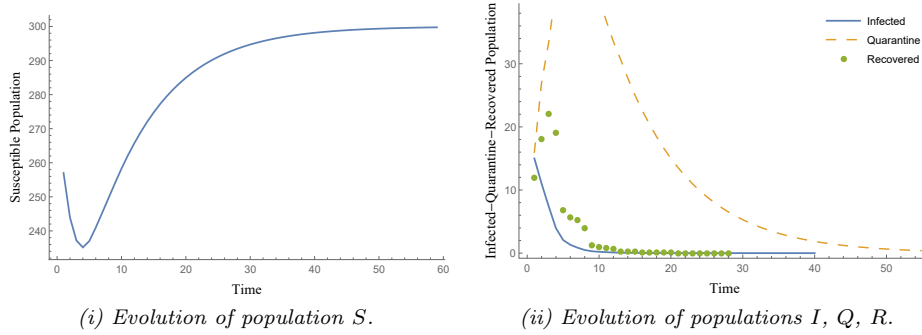 300
290
280
270
260
250
240
0
10
20
30
40
50
60
Susceptible Population
Time
(i) Evolution of population S.
Infected
Quarantine
Recovered
30
20
10
0
0
10
20
30
40
50
Infected-Quarantine-Recovered Population
Time
(ii) Evolution of populations I, Q, R.